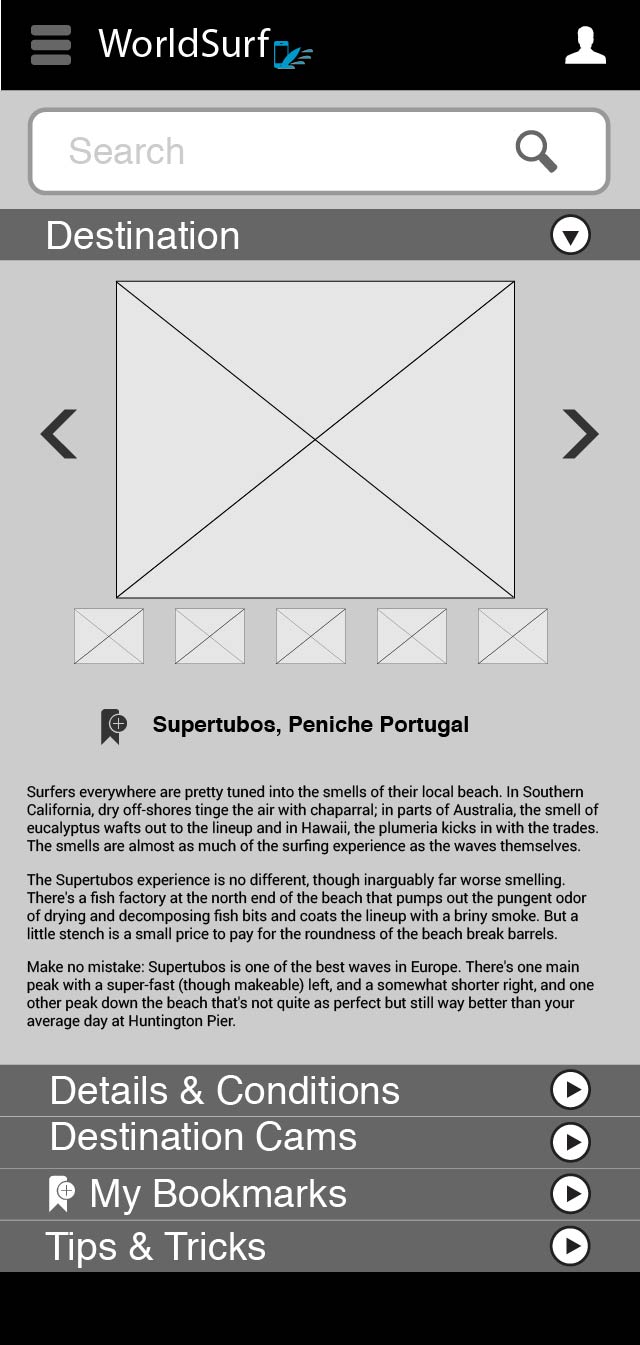 WorldSurf
Search
Destination
Supertubos, Peniche Portugal
Surfers everywhere are pretty tuned into the smells of their local beach. In Southern
California, dry off-shores tinge the air with chaparral; in parts of Australia, the smell of
eucalyptus wafts out to the lineup and in Hawaii, the plumeria kicks in with the trades.
The smells are almost as much of the surfing experience as the waves themselves.
The Supertubos experience is no different, though inarguably far worse smelling.
There's a fish factory at the north end of the beach that pumps out the pungent odor
of drying and decomposing fish bits and coats the lineup with a briny smoke. But a
little stench is a small price to pay for the roundness of the beach break barrels.
Make no mistake: Supertubos is one of the best waves in Europe. There's one main
peak with a super-fast (though makeable) left, and a somewhat shorter right, and one
other peak down the beach that's not quite as perfect but still way better than your
average day at Huntington Pier.
Details & Conditions
Destination Cams
My Bookmarks
Tips & Tricks